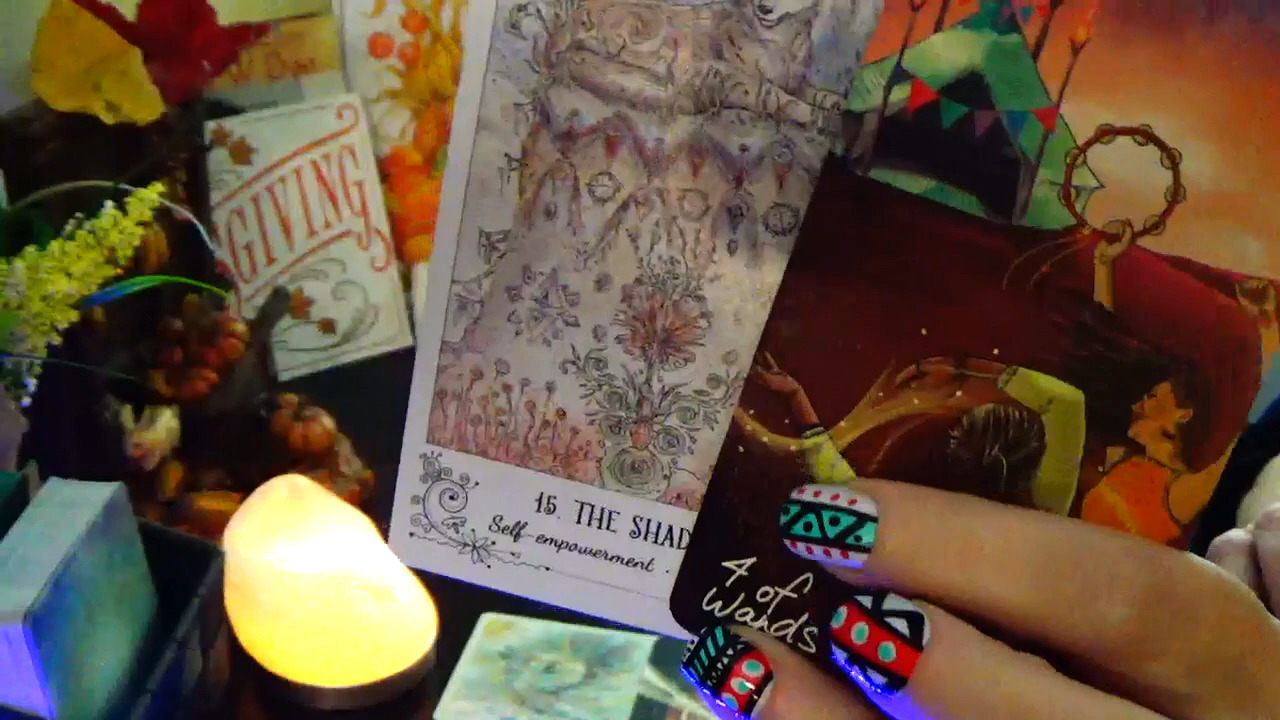 GIVING
15. THE SHAD
Self-empowerment .
4 of
Wands